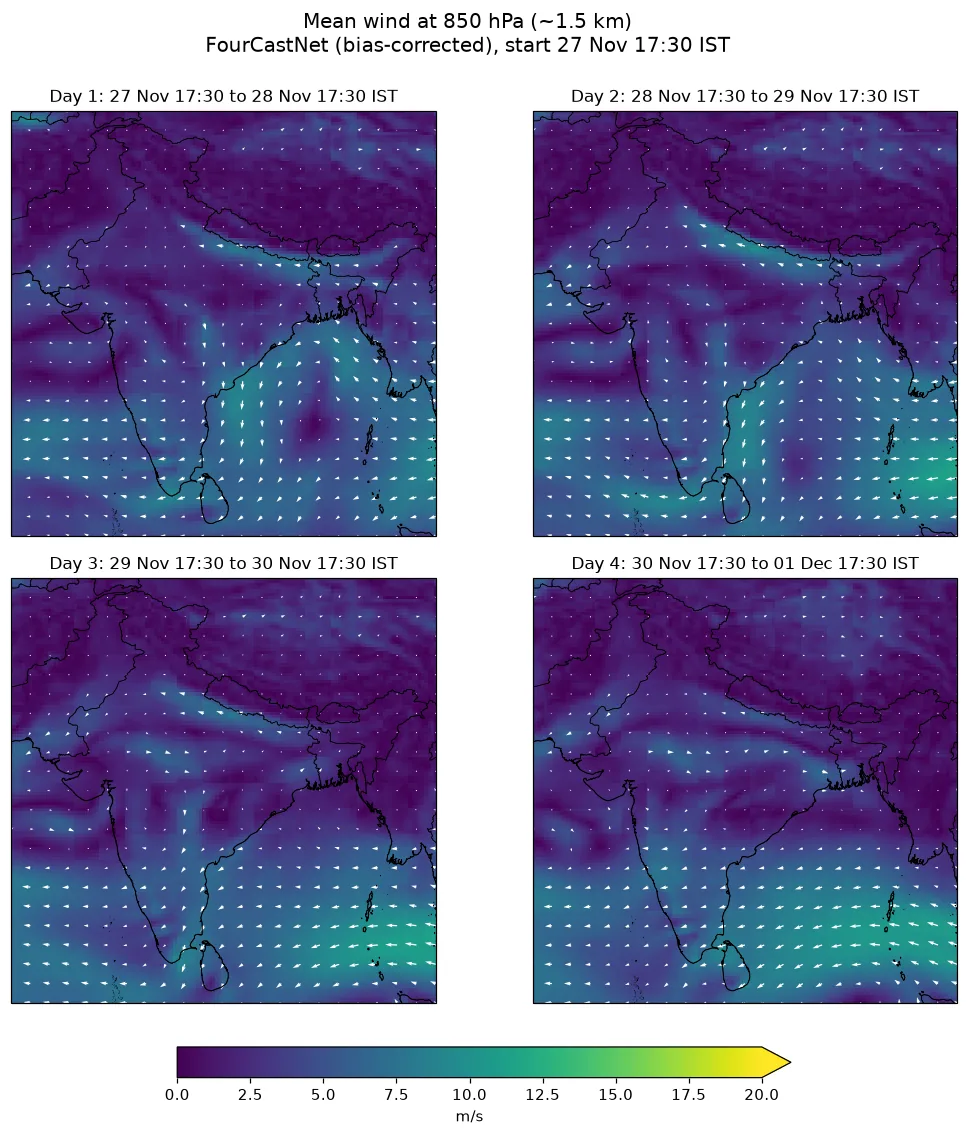 Mean wind at 850 hPa (~1.5 km)
FourCastNet (bias-corrected), start 27 Nov 17:30 IST
Day 1: 27 Nov 17:30 to 28 Nov 17:30 IST
Day 2: 28 Nov 17:30 to 29 Nov 17:30 IST
Day 3: 29 Nov 17:30 to 30 Nov 17:30 IST
Day 4: 30 Nov 17:30 to 01 Dec 17:30 IST
0.0 2.5 5.0 7.5 10.0 12.5 15.0 17.5 20.0
m/s